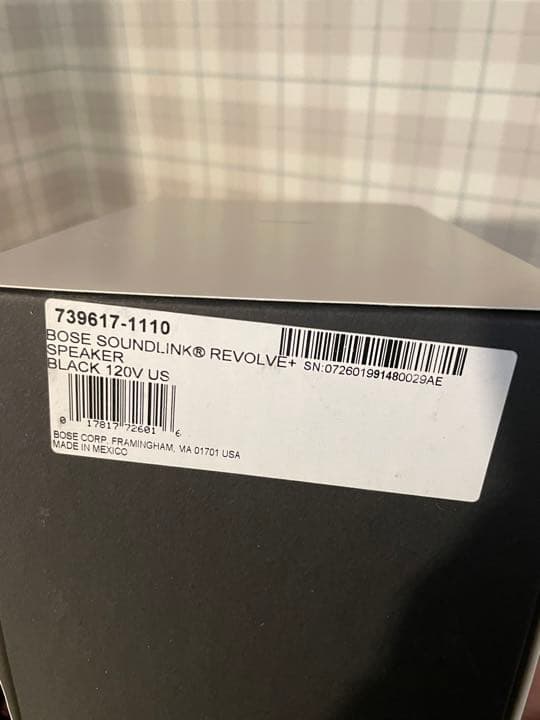 739617-1110
BOSE SOUNDLINK® REVOLVE+
SPEAKER
BLACK 120V US
SN:072601991480029AE
0 17817 72601 6
BOSE CORP. FRAMINGHAM, MA 01701 USA
MADE IN MEXICO